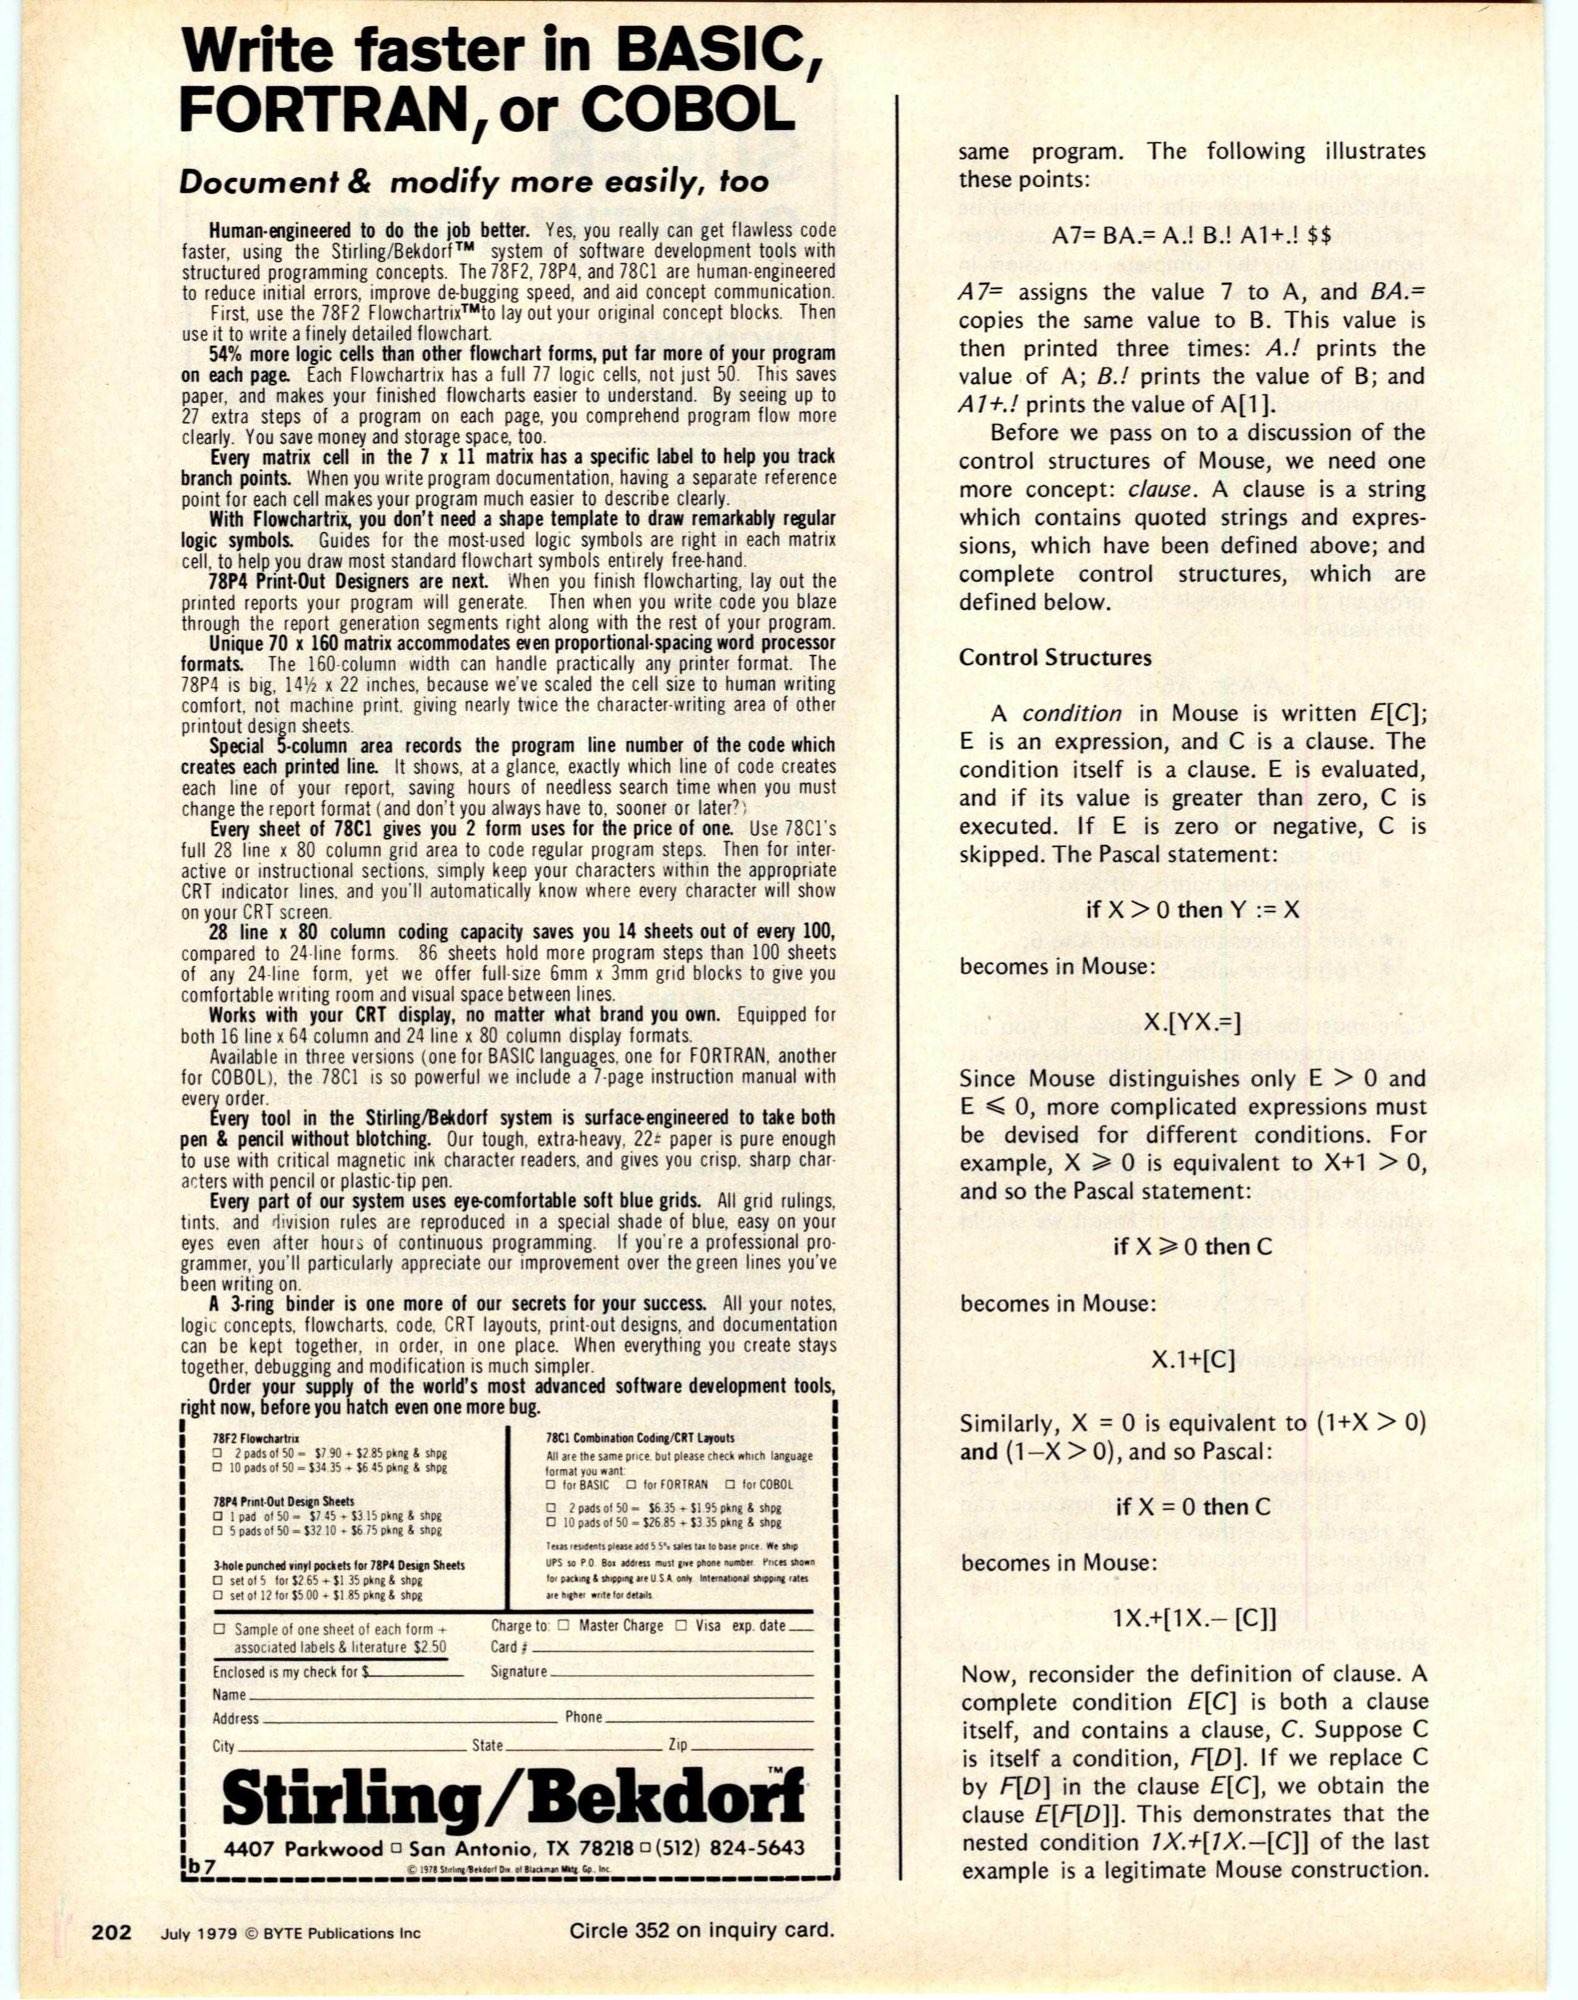 Write faster in BASIC,
FORTRAN, or COBOL
Document & modify more easily, too
Human-engineered to do the job better. Yes, you really can get flawless code
faster, using the Stirling/Bekdorf™ system of software development tools with
structured programming concepts. The 78F2, 78P4, and 78C1 are human-engineered
to reduce initial errors, improve de-bugging speed, and aid concept communication.
First, use the 78F2 Flowchartrix™to lay out your original concept blocks. Then
use it to write a finely detailed flowchart.
54% more logic cells than other flowchart forms, put far more of your program
on each page. Each Flowchartrix has a full 77 logic cells, not just 50. This saves
paper, and makes your finished flowcharts easier to understand. By seeing up to
27 extra steps of a program on each page, you comprehend program flow more
clearly. You save money and storage space, too.
Every matrix cell in the 7 x 11 matrix has a specific label to help you track
branch points. When you write program documentation, having a separate reference
point for each cell makes your program much easier to describe clearly.
With Flowchartrix, you don't need a shape template to draw remarkably regular
logic symbols. Guides for the most-used logic symbols are right in each matrix
cell, to help you draw most standard flowchart symbols entirely free-hand.
78P4 Print-Out Designers are next. When you finish flowcharting, lay out the
printed reports your program will generate. Then when you write code you blaze
through the report generation segments right along with the rest of your program.
Unique 70 x 160 matrix accommodates even proportional-spacing word processor
formats. The 160-column width can handle practically any printer format. The
78P4 is big, 14½ x 22 inches, because we've scaled the cell size to human writing
comfort, not machine print, giving nearly twice the character-writing area of other
printout design sheets.
Special 5-column area records the program line number of the code which
creates each printed line. It shows, at a glance, exactly which line of code creates
each line of your report, saving hours of needless search time when you must
change the report format (and don't you always have to, sooner or later?)
Every sheet of 78C1 gives you 2 form uses for the price of one. Use 78C1's
full 28 line x 80 column grid area to code regular program steps. Then for inter-
active or instructional sections, simply keep your characters within the appropriate
CRT indicator lines, and you'll automatically know where every character will show
on your CRT screen.
28 line x 80 column coding capacity saves you 14 sheets out of every 100,
compared to 24-line forms. 86 sheets hold more program steps than 100 sheets
of any 24-line form, yet we offer full-size 6mm x 3mm grid blocks to give you
comfortable writing room and visual space between lines.
Works with your CRT display, no matter what brand you own. Equipped for
both 16 line x 64 column and 24 line x 80 column display formats.
Available in three versions (one for BASIC languages, one for FORTRAN, another
for COBOL), the 78C1 is so powerful we include a 7-page instruction manual with
every order.
Every tool in the Stirling/Bekdorf system is surface-engineered to take both
pen & pencil without blotching. Our tough, extra-heavy, 22# paper is pure enough
to use with critical magnetic ink character readers, and gives you crisp, sharp char-
acters with pencil or plastic-tip pen.
Every part of our system uses eye-comfortable soft blue grids. All grid rulings,
tints, and division rules are reproduced in a special shade of blue, easy on your
eyes even after hours of continuous programming. If you're a professional pro-
grammer, you'll particularly appreciate our improvement over the green lines you've
been writing on.
A 3-ring binder is one more of our secrets for your success. All your notes,
logic concepts, flowcharts, code, CRT layouts, print-out designs, and documentation
can be kept together, in order, in one place. When everything you create stays
together, debugging and modification is much simpler.
Order your supply of the world's most advanced software development tools,
right now, before you hatch even one more bug.
78F2 Flowchartrix
□ 2 pads of 50 = $7.90 + $2.85 pkng & shpg
□ 10 pads of 50 = $34.35 + $6.45 pkng & shpg
78P4 Print-Out Design Sheets
□ 1 pad of 50 = $7.45 + $3.15 pkng & shpg
□ 5 pads of 50 = $32.10 + $6.75 pkng & shpg
3-hole punched vinyl pockets for 78P4 Design Sheets
□ set of 5 for $2.65 + $1.35 pkng & shpg
□ set of 12 for $5.00 + $1.85 pkng & shpg
78C1 Combination Coding/CRT Layouts
All are the same price, but please check which language
format you want:
□ for BASIC □ for FORTRAN □ for COBOL
□ 2 pads of 50 = $6.35 + $1.95 pkng & shpg
□ 10 pads of 50 = $26.85 + $3.35 pkng & shpg
Texas residents please add 5.5% sales tax to base price. We ship
UPS so P.O. Box address must give phone number. Prices shown
for packing & shipping are U.S.A. only. International shipping rates
are higher write for details.
□ Sample of one sheet of each form +
associated labels & literature $2.50
Enclosed is my check for $
Charge to: □ Master Charge □ Visa exp. date
Card #
Signature
Name
Address Phone
City State Zip
Stirling/Bekdorf™
4407 Parkwood □ San Antonio, TX 78218 □ (512) 824-5643
b7
© 1978 Stirling/Bekdorf Div. of Blackman Mktg. Gp., Inc.
same program. The following illustrates
these points:
A7= BA.= A.! B.! A1+.! $$
A7= assigns the value 7 to A, and BA.=
copies the same value to B. This value is
then printed three times: A.! prints the
value of A; B.! prints the value of B; and
A1+.! prints the value of A[1].
Before we pass on to a discussion of the
control structures of Mouse, we need one
more concept: clause. A clause is a string
which contains quoted strings and expres-
sions, which have been defined above; and
complete control structures, which are
defined below.
Control Structures
A condition in Mouse is written E[C];
E is an expression, and C is a clause. The
condition itself is a clause. E is evaluated,
and if its value is greater than zero, C is
executed. If E is zero or negative, C is
skipped. The Pascal statement:
if X > 0 then Y := X
becomes in Mouse:
X.[YX.=]
Since Mouse distinguishes only E > 0 and
E ⩽ 0, more complicated expressions must
be devised for different conditions. For
example, X ⩾ 0 is equivalent to X+1 > 0,
and so the Pascal statement:
if X ⩾ 0 then C
becomes in Mouse:
X.1+[C]
Similarly, X = 0 is equivalent to (1+X > 0)
and (1−X > 0), and so Pascal:
if X = 0 then C
becomes in Mouse:
1X.+[1X.− [C]]
Now, reconsider the definition of clause. A
complete condition E[C] is both a clause
itself, and contains a clause, C. Suppose C
is itself a condition, F[D]. If we replace C
by F[D] in the clause E[C], we obtain the
clause E[F[D]]. This demonstrates that the
nested condition 1X.+[1X.−[C]] of the last
example is a legitimate Mouse construction.
202 July 1979 © BYTE Publications Inc
Circle 352 on inquiry card.